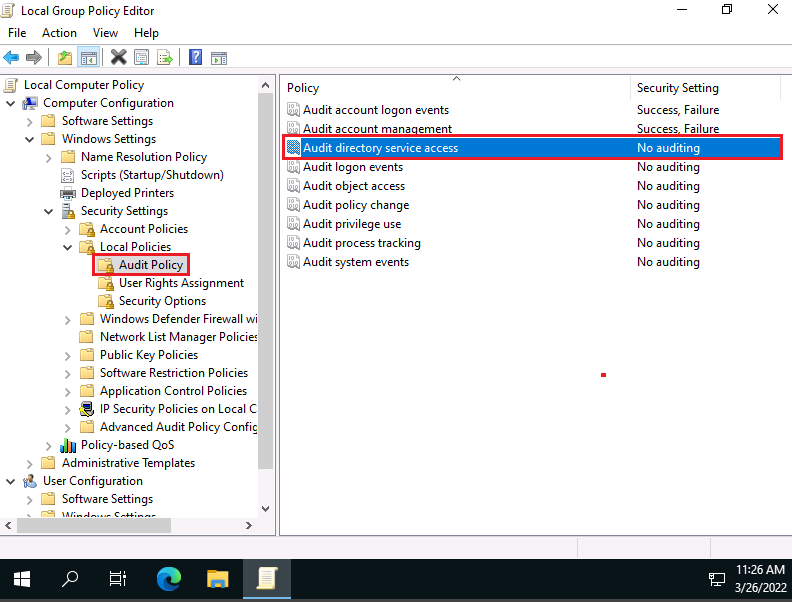 Local Group Policy Editor
File Action View Help
Local Computer Policy
Computer Configuration
Software Settings
Windows Settings
Name Resolution Policy
Scripts (Startup/Shutdown)
Deployed Printers
Security Settings
Account Policies
Local Policies
Audit Policy
User Rights Assignment
Security Options
Windows Defender Firewall wi
Network List Manager Policies
Public Key Policies
Software Restriction Policies
Application Control Policies
IP Security Policies on Local C
Advanced Audit Policy Config
Policy-based QoS
Administrative Templates
User Configuration
Software Settings
Windows Settings
Policy Security Setting
Audit account logon events Success, Failure
Audit account management Success, Failure
Audit directory service access No auditing
Audit logon events No auditing
Audit object access No auditing
Audit policy change No auditing
Audit privilege use No auditing
Audit process tracking No auditing
Audit system events No auditing
11:26 AM
3/26/2022